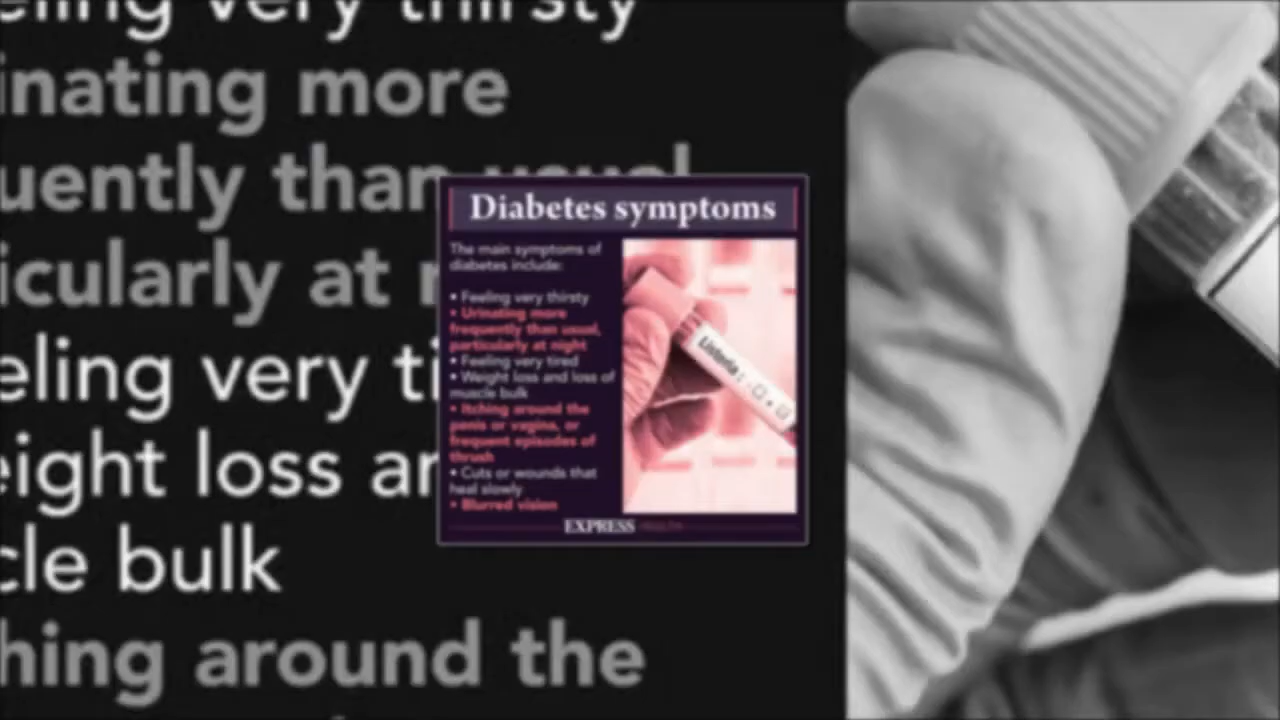 eling very thirsty
inating more
uently than usual
icularly at
eling very ti
eight loss an
cle bulk
hing around the
Diabetes symptoms
The main symptoms of
diabetes include:
• Feeling very thirsty
• Urinating more
frequently than usual,
particularly at night
• Feeling very tired
• Weight loss and loss of
muscle bulk
• Itching around the
penis or vagina, or
frequent episodes of
thrush
• Cuts or wounds that
heal slowly
• Blurred vision
EXPRESS HEALTH